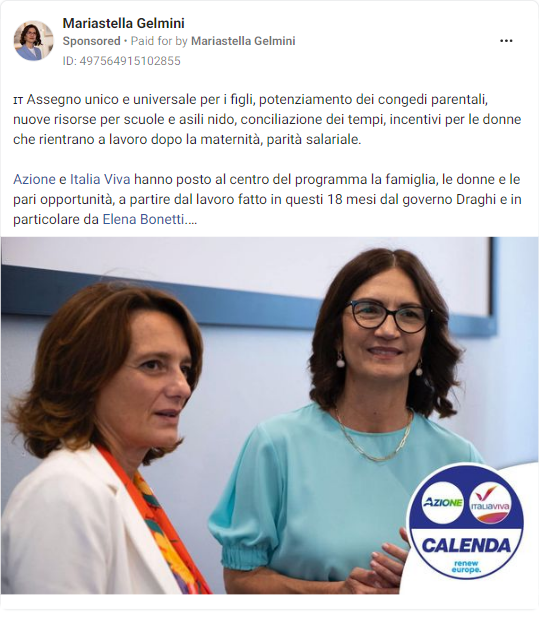 Mariastella Gelmini
Sponsored • Paid for by Mariastella Gelmini
ID: 497564915102855
IT Assegno unico e universale per i figli, potenziamento dei congedi parentali,
nuove risorse per scuole e asili nido, conciliazione dei tempi, incentivi per le donne
che rientrano a lavoro dopo la maternità, parità salariale.
Azione e Italia Viva hanno posto al centro del programma la famiglia, le donne e le
pari opportunità, a partire dal lavoro fatto in questi 18 mesi dal governo Draghi e in
particolare da Elena Bonetti....
AZIONE
ITALIAVIVA
CALENDA
renew
europe.